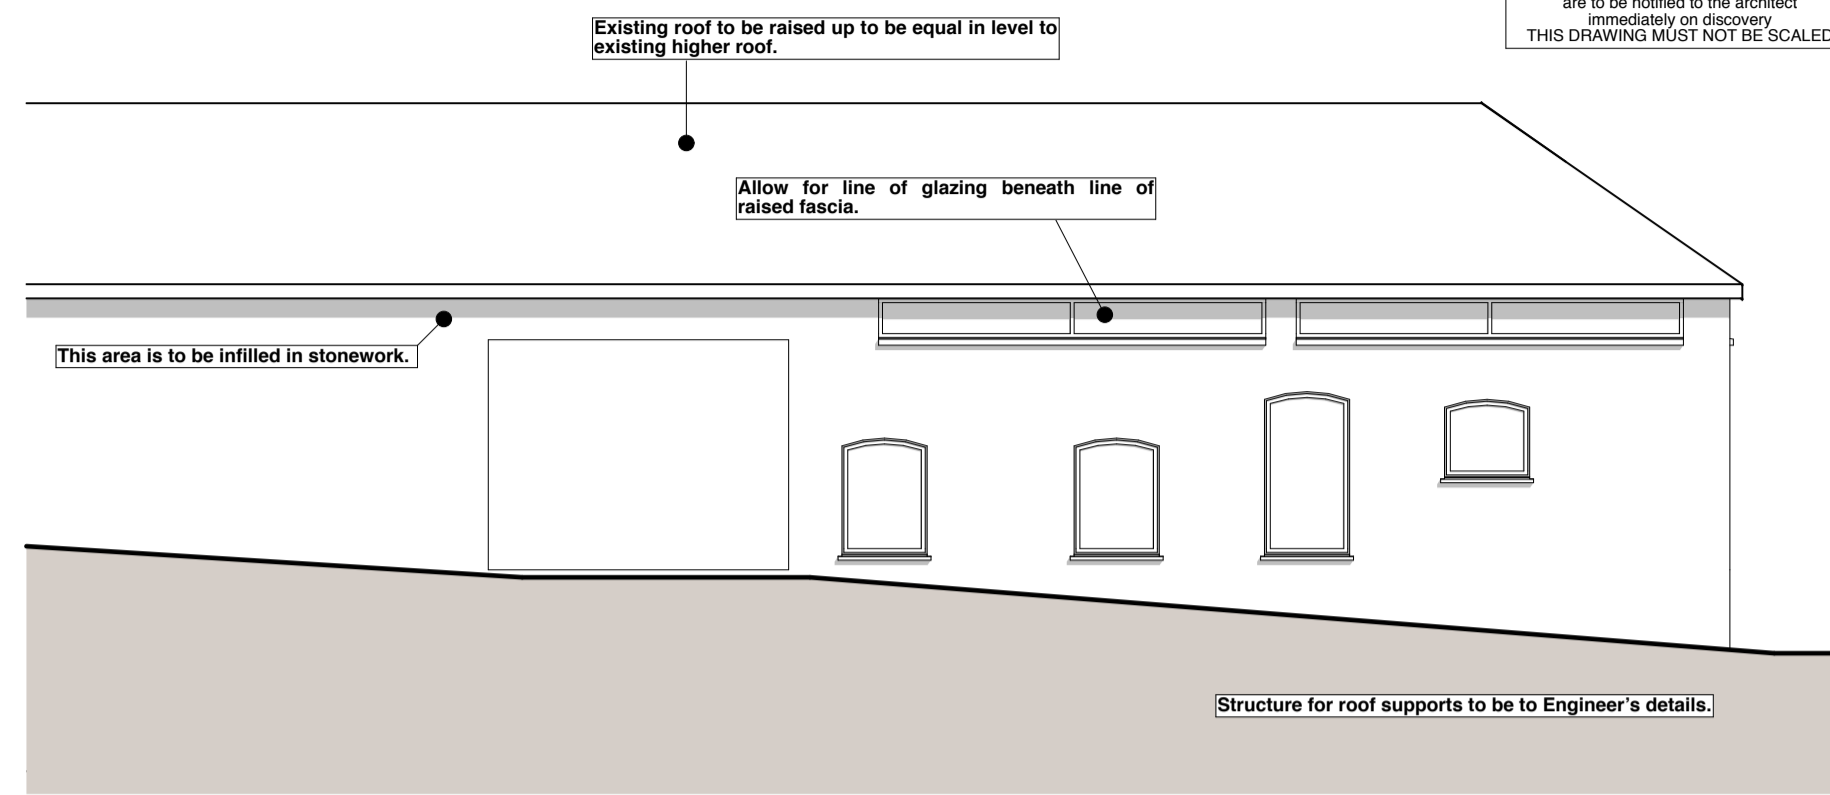 are to be notified to the architect
immediately on discovery
THIS DRAWING MUST NOT BE SCALED
Existing roof to be raised up to be equal in level to
existing higher roof.
Allow for line of glazing beneath line of
raised fascia.
This area is to be infilled in stonework.
Structure for roof supports to be to Engineer’s details.